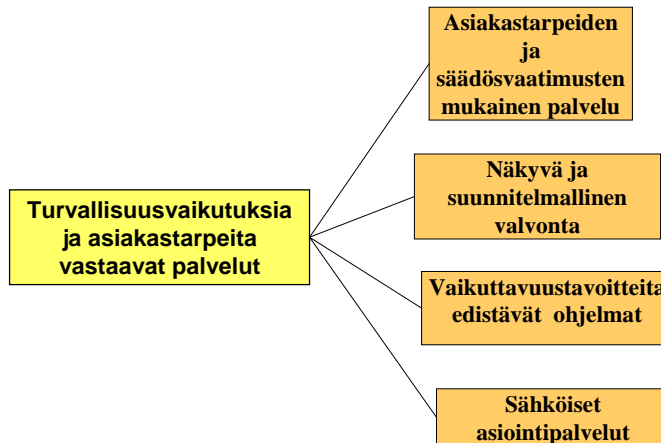 Asiakastarpeiden
ja
säädösvaatimusten
mukainen palvelu
Näkyvä ja
suunnitelmallinen
valvonta
Turvallisuusvaikutuksia
ja asiakastarpeita
vastaavat palvelut
Vaikuttavuustavoitteita
edistävät ohjelmat
Sähköiset
asiointipalvelut